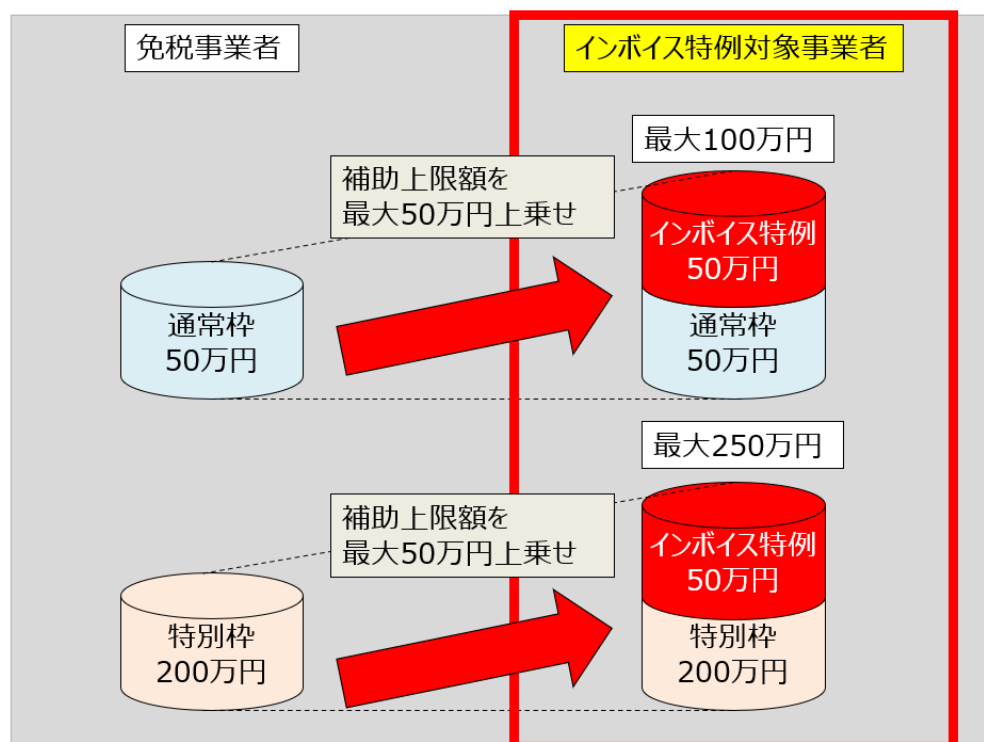 免税事業者
インボイス特例対象事業者
最大100万円
補助上限額を
最大50万円上乗せ
インボイス特例
50万円
通常枠
50万円
通常枠
50万円
最大250万円
補助上限額を
最大50万円上乗せ
インボイス特例
50万円
特別枠
200万円
特別枠
200万円